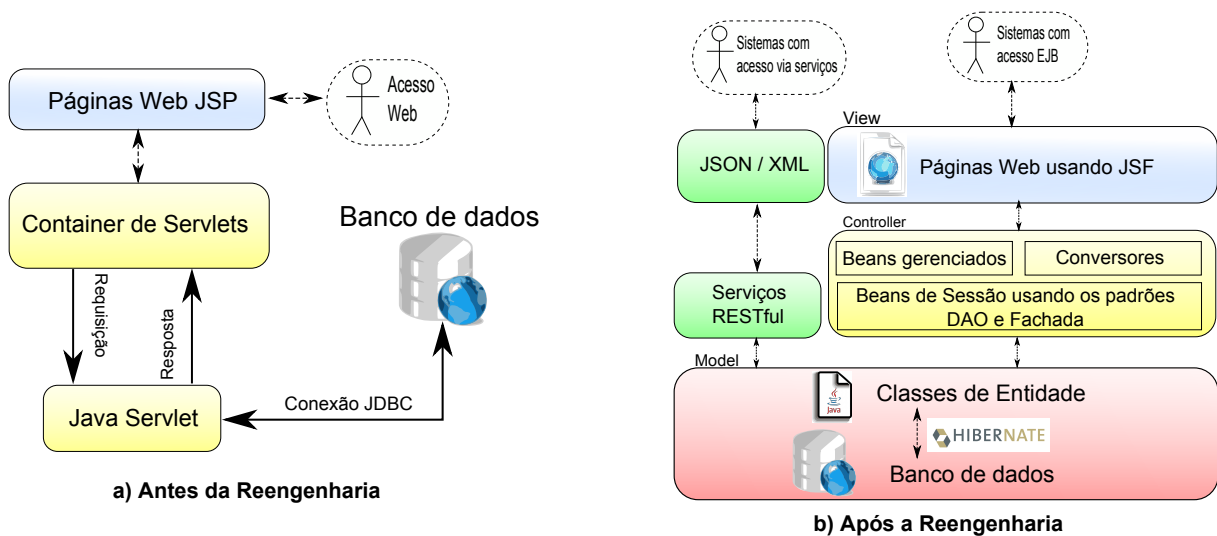 Páginas Web JSP
Acesso
Web
Container de Servlets
Requisição
Resposta
Java Servlet
Conexão JDBC
Banco de dados
a) Antes da Reengenharia
Sistemas com
acesso via serviços
Sistemas com
acesso EJB
View
JSON / XML
Páginas Web usando JSF
Controller
Beans gerenciados
Conversores
Serviços
RESTful
Beans de Sessão usando os padrões
DAO e Fachada
Model
Java
Classes de Entidade
HIBERNATE
Banco de dados
b) Após a Reengenharia